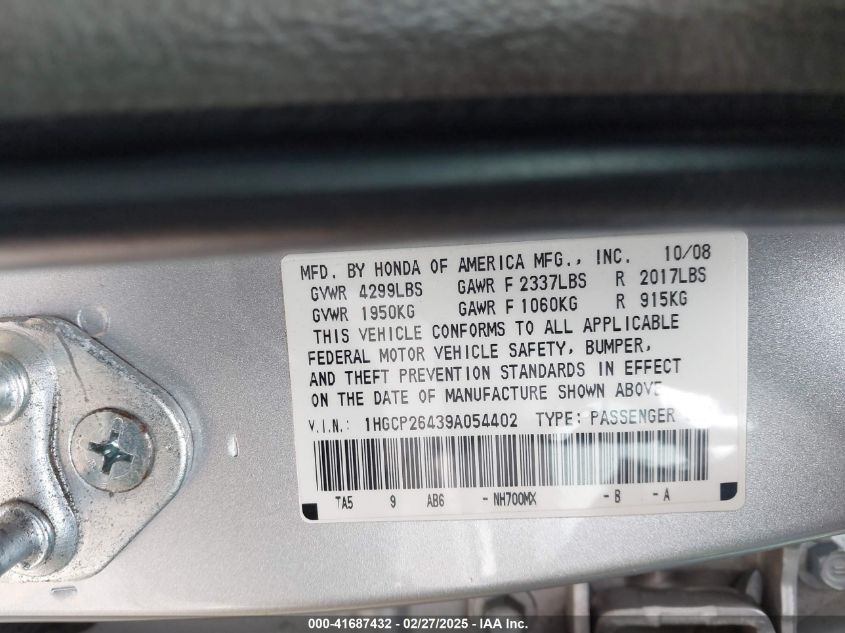 MFD. BY HONDA OF AMERICA MFG., INC. 10/08
GVWR 4299LBS GAWR F 2337LBS R 2017LBS
GVWR 1950KG GAWR F 1060KG R 915KG
THIS VEHICLE CONFORMS TO ALL APPLICABLE
FEDERAL MOTOR VEHICLE SAFETY, BUMPER,
AND THEFT PREVENTION STANDARDS IN EFFECT
ON THE DATE OF MANUFACTURE SHOWN ABOVE
V.I.N.: 1HGCP26439A054402 TYPE: PASSENGER
TA5 9 AB6 -NH700MX -B -A
000-41687432 - 02/27/2025 - IAA Inc.